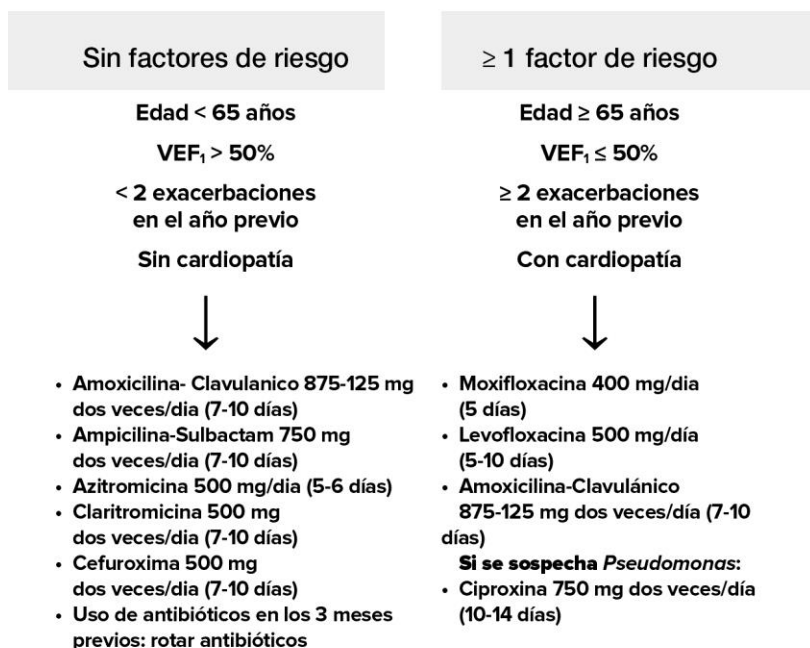 Sin factores de riesgo
Edad < 65 años
VEF₁ > 50%
< 2 exacerbaciones
en el año previo
Sin cardiopatía
• Amoxicilina- Clavulanico 875-125 mg
dos veces/dia (7-10 días)
• Ampicilina-Sulbactam 750 mg
dos veces/dia (7-10 días)
• Azitromicina 500 mg/dia (5-6 días)
• Claritromicina 500 mg
dos veces/dia (7-10 días)
• Cefuroxima 500 mg
dos veces/dia (7-10 días)
• Uso de antibióticos en los 3 meses
previos: rotar antibióticos
≥ 1 factor de riesgo
Edad ≥ 65 años
VEF₁ ≤ 50%
≥ 2 exacerbaciones
en el año previo
Con cardiopatía
• Moxifloxacina 400 mg/dia
(5 días)
• Levofloxacina 500 mg/día
(5-10 días)
• Amoxicilina-Clavulánico
875-125 mg dos veces/día (7-10
días)
Si se sospecha Pseudomonas:
• Ciproxina 750 mg dos veces/día
(10-14 días)